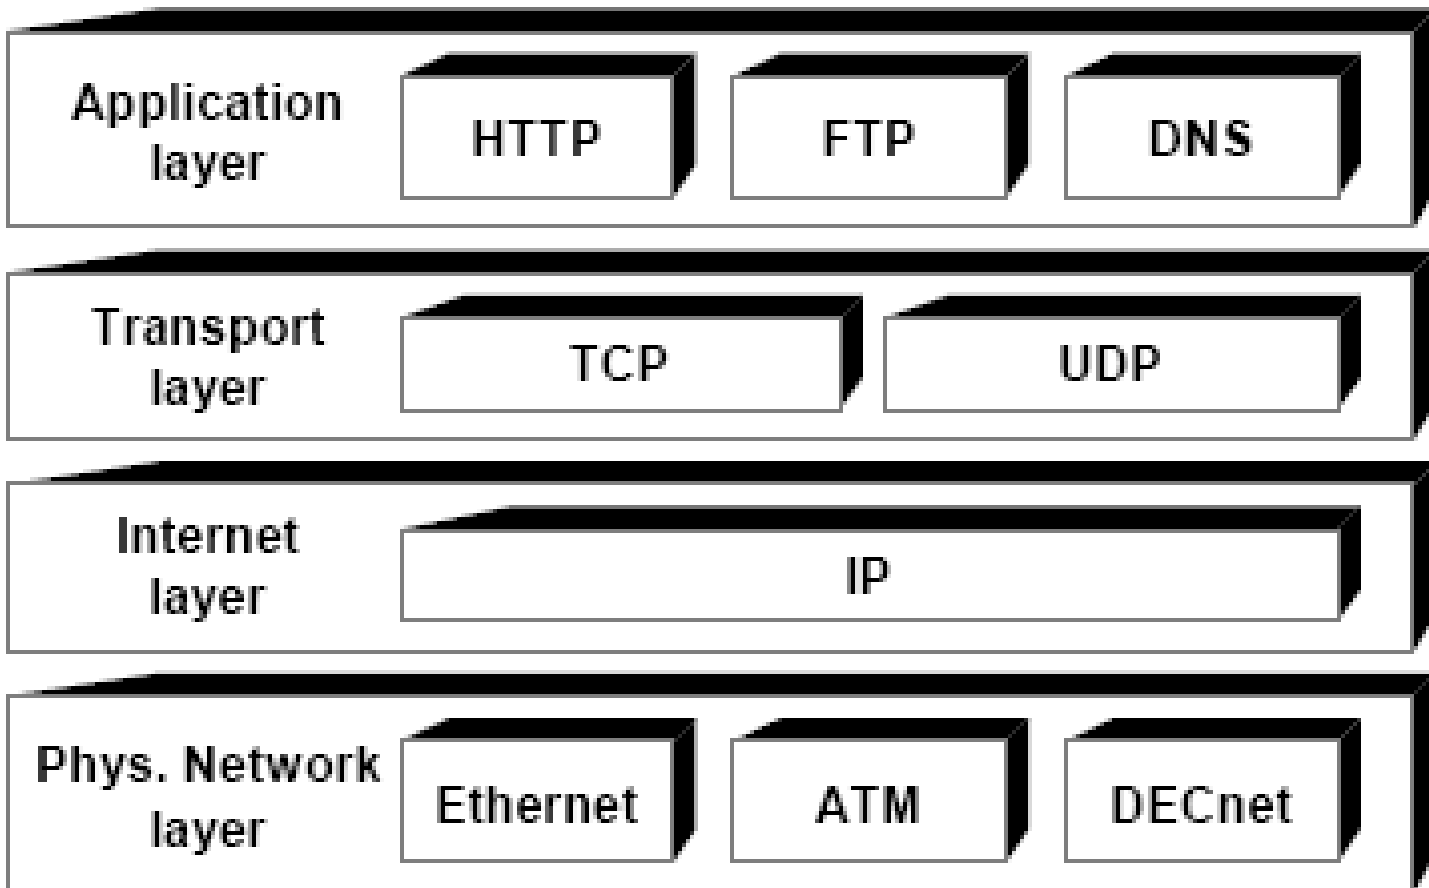 Application
layer
HTTP
FTP
DNS
Transport
layer
TCP
UDP
Internet
layer
IP
Phys. Network
layer
Ethernet
ATM
DECnet